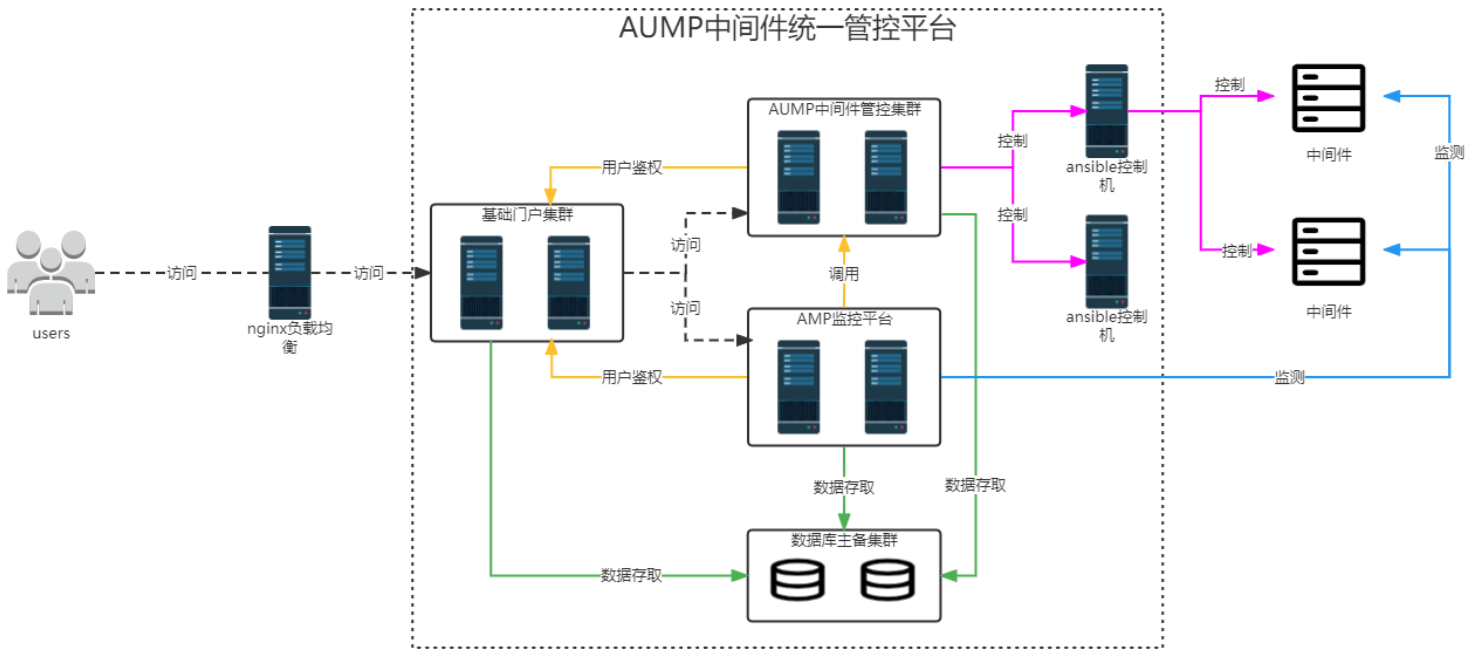 AUMP中间件统一管控平台
AUMP中间件管控集群
控制
控制
ansible控制
机
控制
中间件
监测
用户鉴权
基础门户集群
访问
控制
ansible控制
机
控制
中间件
users
访问
nginx负载均
衡
访问
访问
调用
AMP监控平台
用户鉴权
监测
数据存取
数据存取
数据库主备集群
数据存取